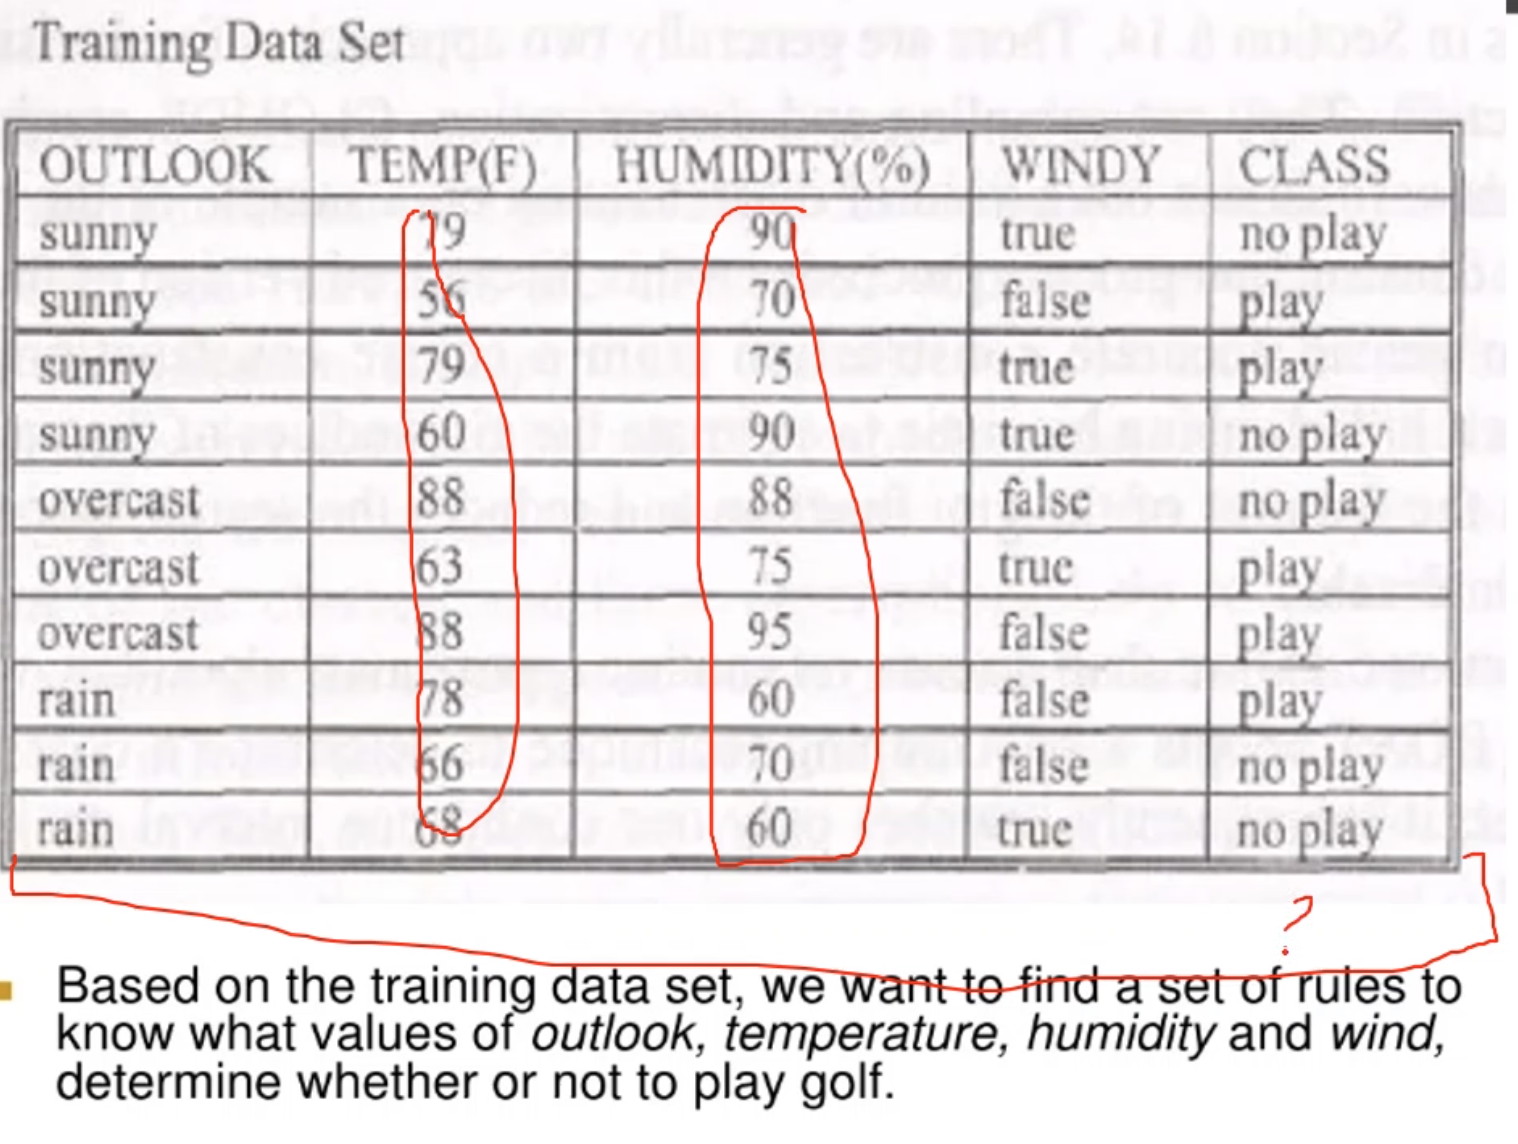 Training Data Set
OUTLOOK TEMP(F) HUMIDITY(%) WINDY CLASS
sunny 79 90 true no play
sunny 56 70 false play
sunny 79 75 true play
sunny 60 90 true no play
overcast 88 88 false no play
overcast 63 75 true play
overcast 88 95 false play
rain 78 60 false play
rain 66 70 false no play
rain 68 60 true no play
?
Based on the training data set, we want to find a set of rules to
know what values of outlook, temperature, humidity and wind,
determine whether or not to play golf.